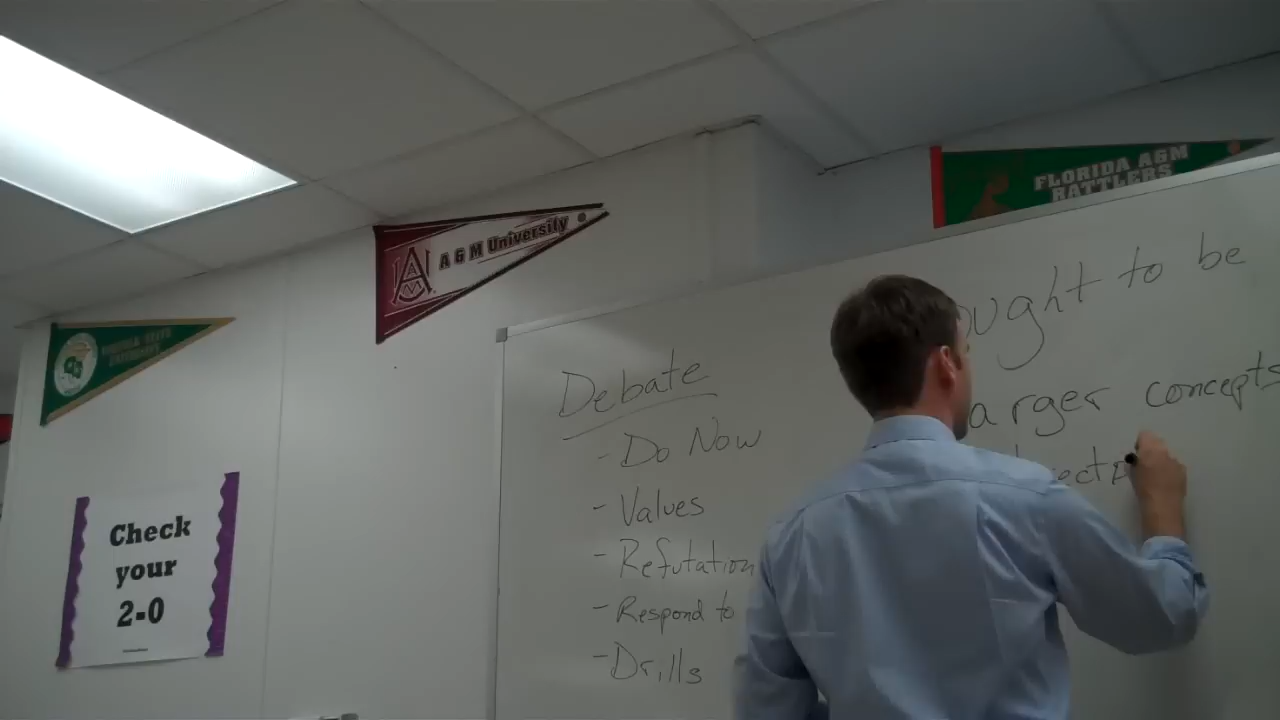 FLORIDA A&M
RATTLERS
A & M University
Check
your
2-0
Debate
- Do Now
- Values
- Refutation
- Respond to
- Drills
ought to be
arger concepts